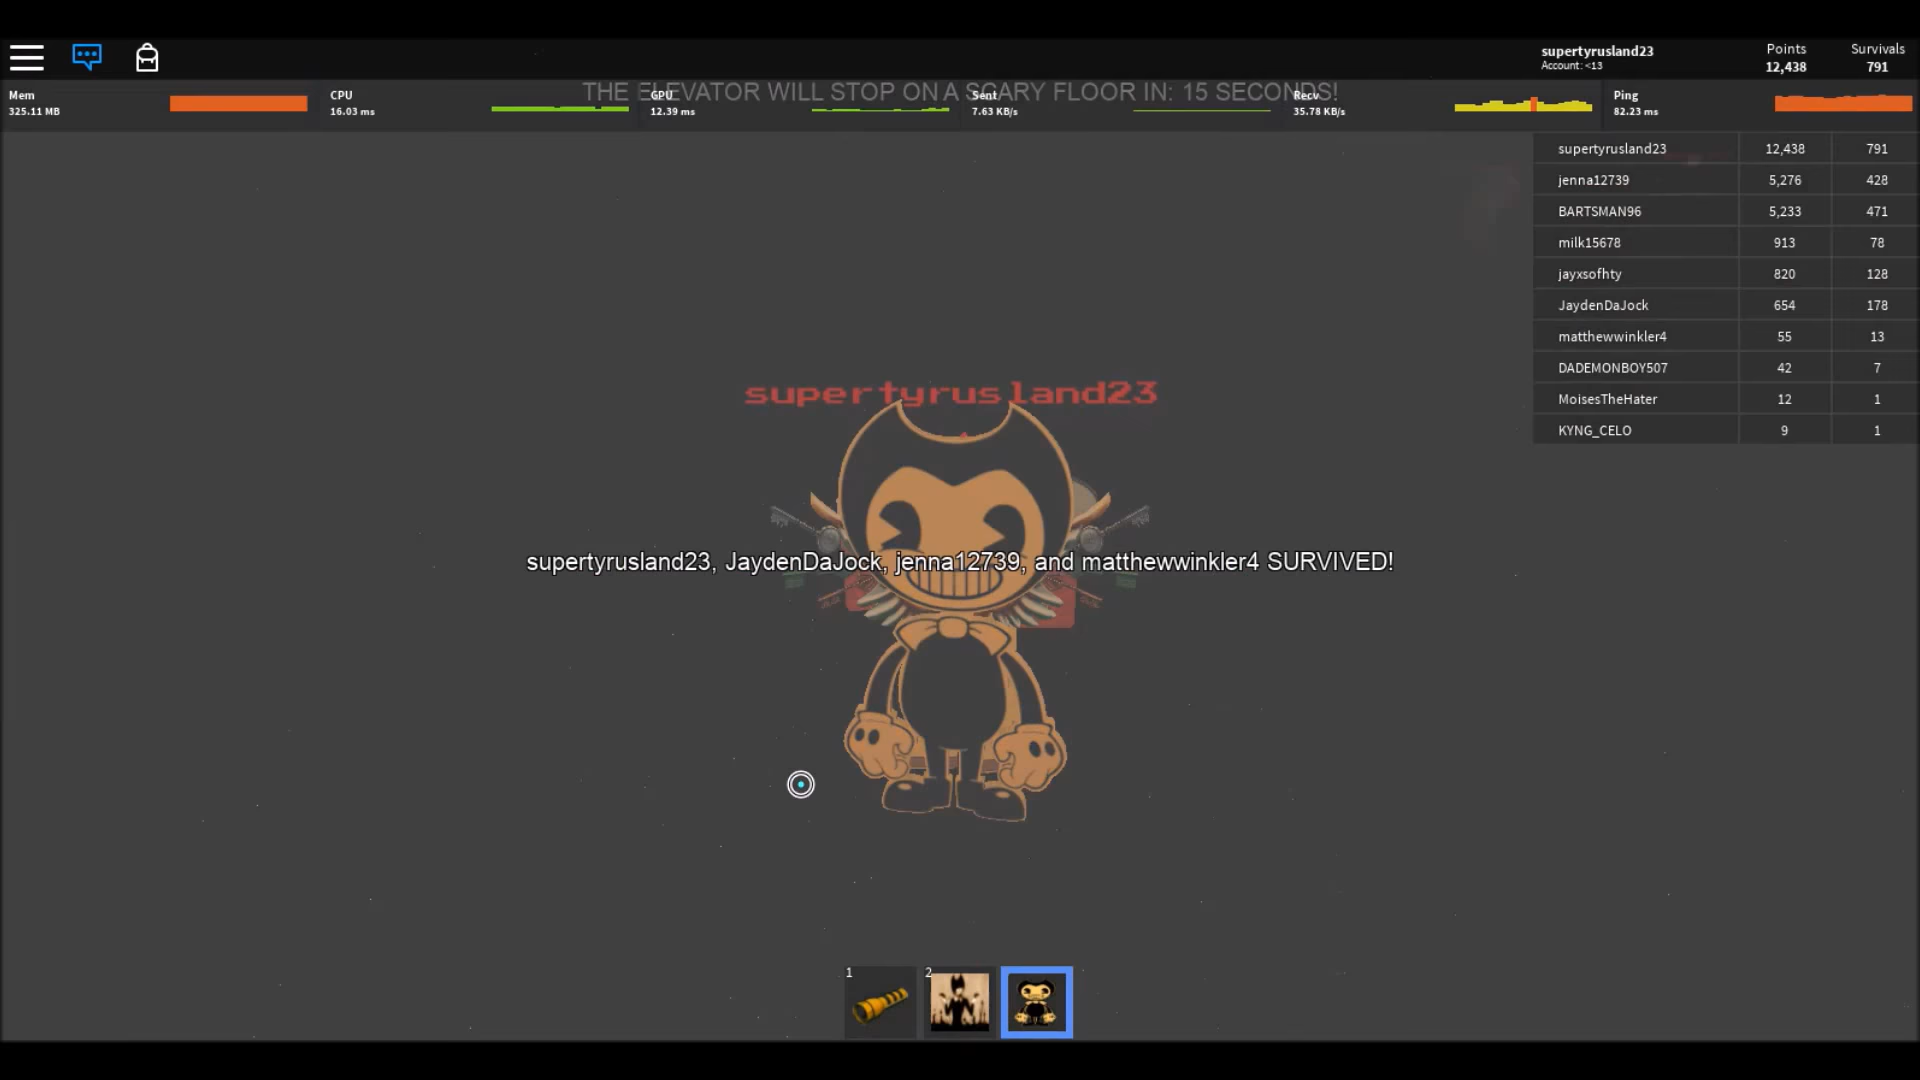 supertyrusland23
Account: <13
Points
12,438
Survivals
791
THE ELEVATOR WILL STOP ON A SCARY FLOOR IN: 15 SECONDS!
Mem
325.11 MB
CPU
16.03 ms
GPU
12.39 ms
Sent
7.63 KB/s
Recv
35.78 KB/s
Ping
82.23 ms
supertyrusland23 12,438 791
jenna12739 5,276 428
BARTSMAN96 5,233 471
milk15678 913 78
jayxsofhty 820 128
JaydenDaJock 654 178
matthewwinkler4 55 13
DADEMONBOY507 42 7
MoisesTheHater 12 1
KYNG_CELO 9 1
supertyrusland23
supertyrusland23, JaydenDaJock, jenna12739, and matthewwinkler4 SURVIVED!
1
2